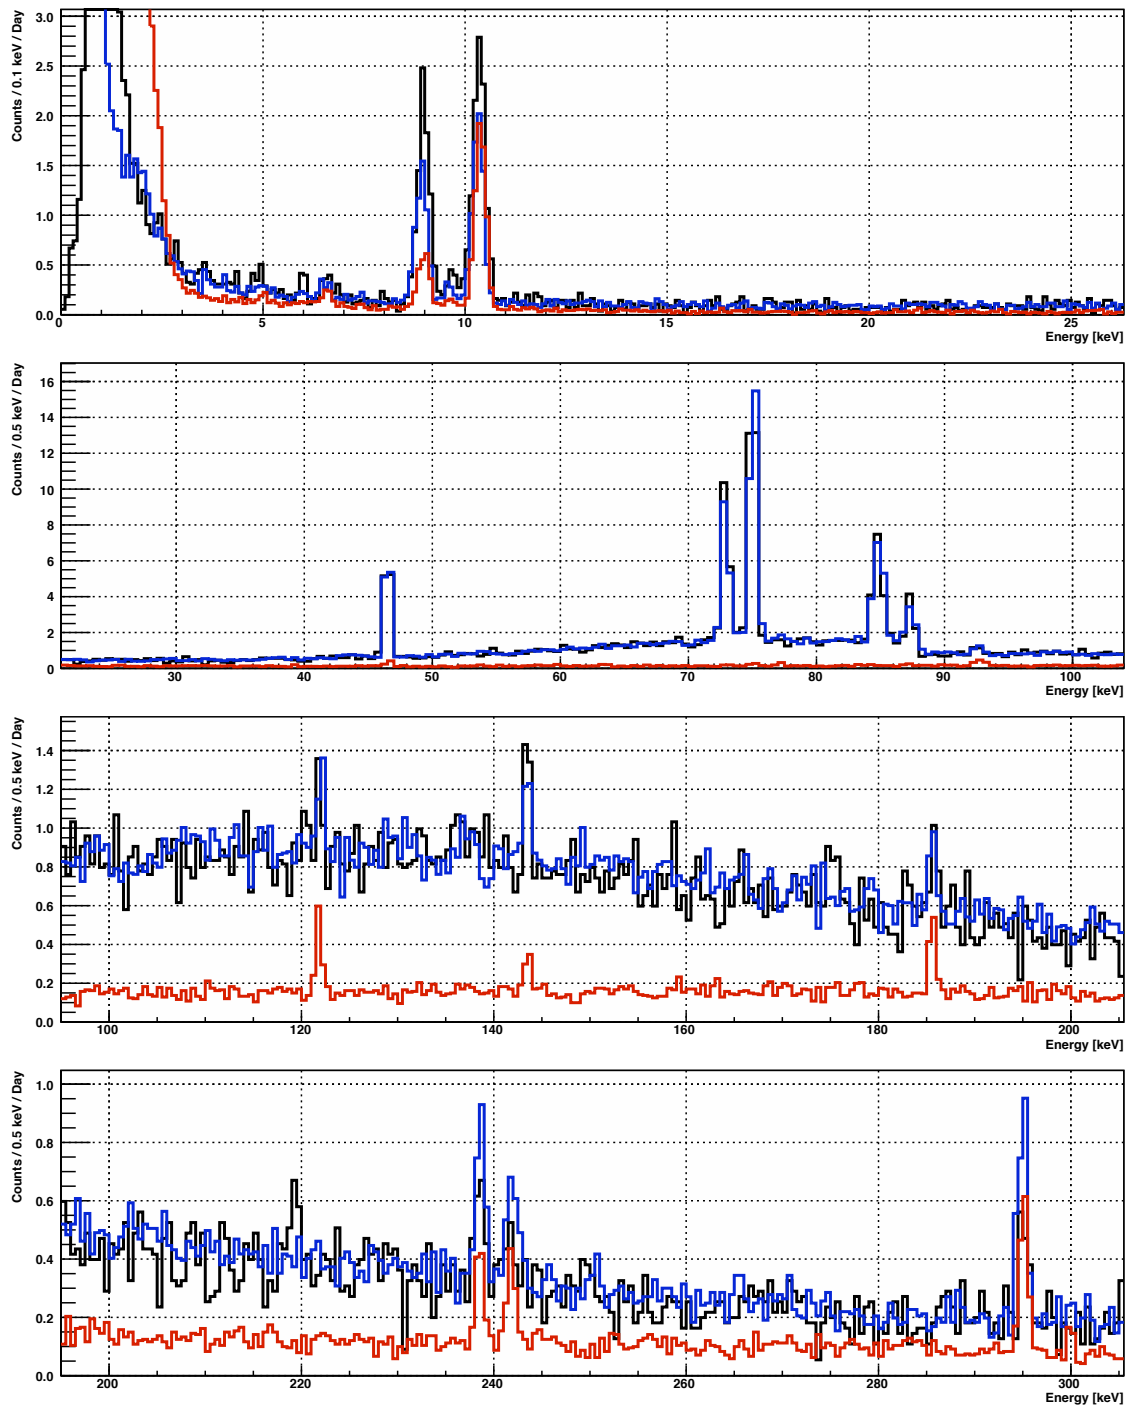 Counts / 0.1 keV / Day
3.0
2.5
2.0
1.5
1.0
0.5
0.0
0 5 10 15 20 25
Energy [keV]
Counts / 0.5 keV / Day
16
14
12
10
8
6
4
2
0
30 40 50 60 70 80 90 100
Energy [keV]
Counts / 0.5 keV / Day
1.4
1.2
1.0
0.8
0.6
0.4
0.2
0.0
100 120 140 160 180 200
Energy [keV]
Counts / 0.5 keV / Day
1.0
0.8
0.6
0.4
0.2
0.0
200 220 240 260 280 300
Energy [keV]